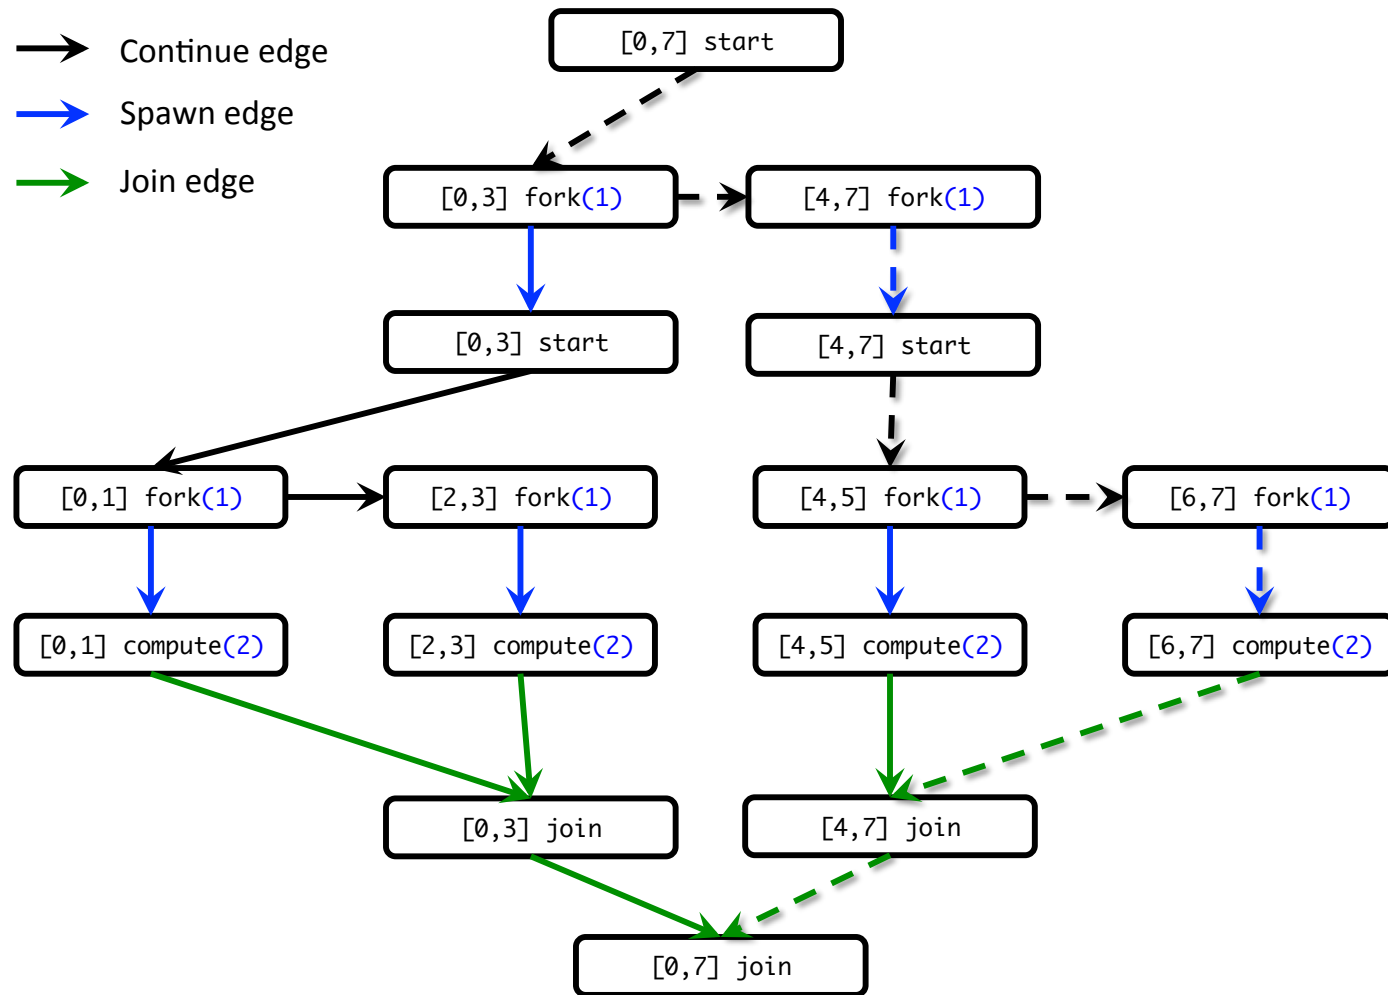 Continue edge
Spawn edge
Join edge
[0,7] start
[0,3] fork(1)
[4,7] fork(1)
[0,3] start
[4,7] start
[0,1] fork(1)
[2,3] fork(1)
[4,5] fork(1)
[6,7] fork(1)
[0,1] compute(2)
[2,3] compute(2)
[4,5] compute(2)
[6,7] compute(2)
[0,3] join
[4,7] join
[0,7] join